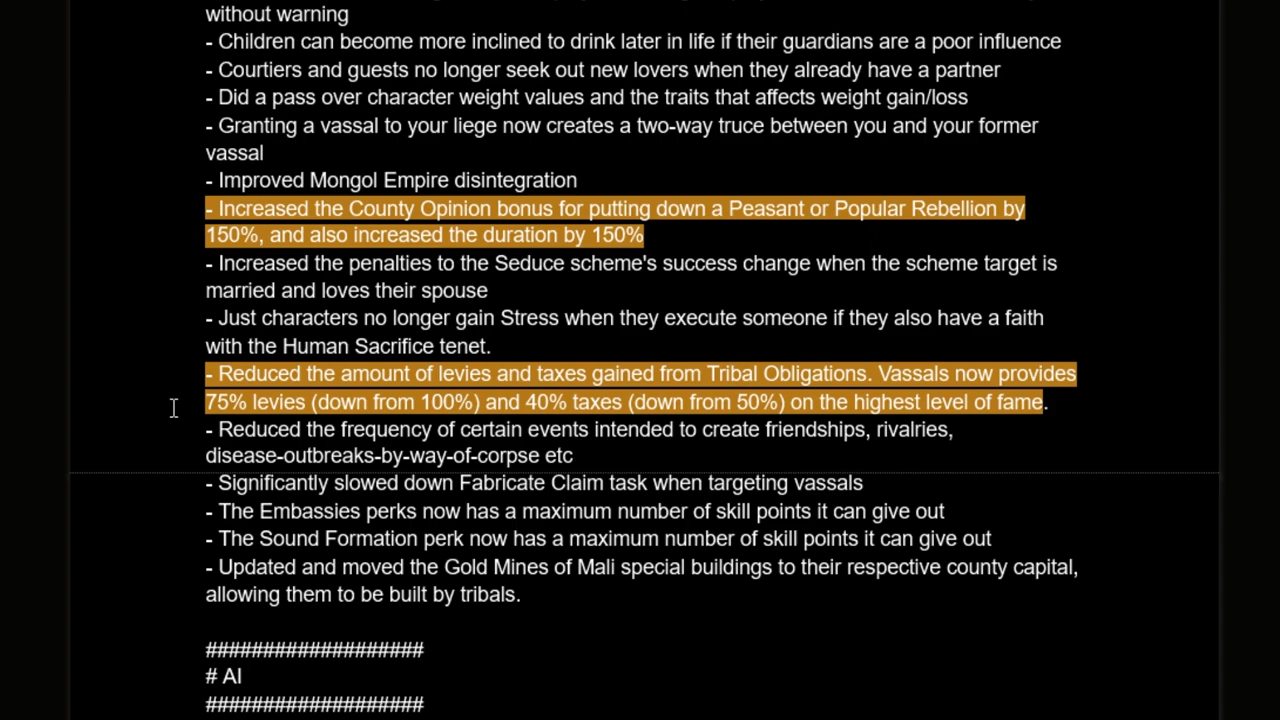 without warning
- Children can become more inclined to drink later in life if their guardians are a poor influence
- Courtiers and guests no longer seek out new lovers when they already have a partner
- Did a pass over character weight values and the traits that affects weight gain/loss
- Granting a vassal to your liege now creates a two-way truce between you and your former
vassal
- Improved Mongol Empire disintegration
- Increased the County Opinion bonus for putting down a Peasant or Popular Rebellion by
150%, and also increased the duration by 150%
- Increased the penalties to the Seduce scheme's success change when the scheme target is
married and loves their spouse
- Just characters no longer gain Stress when they execute someone if they also have a faith
with the Human Sacrifice tenet.
- Reduced the amount of levies and taxes gained from Tribal Obligations. Vassals now provides
75% levies (down from 100%) and 40% taxes (down from 50%) on the highest level of fame.
- Reduced the frequency of certain events intended to create friendships, rivalries,
disease-outbreaks-by-way-of-corpse etc
- Significantly slowed down Fabricate Claim task when targeting vassals
- The Embassies perks now has a maximum number of skill points it can give out
- The Sound Formation perk now has a maximum number of skill points it can give out
- Updated and moved the Gold Mines of Mali special buildings to their respective county capital,
allowing them to be built by tribals.
###################
# AI
###################